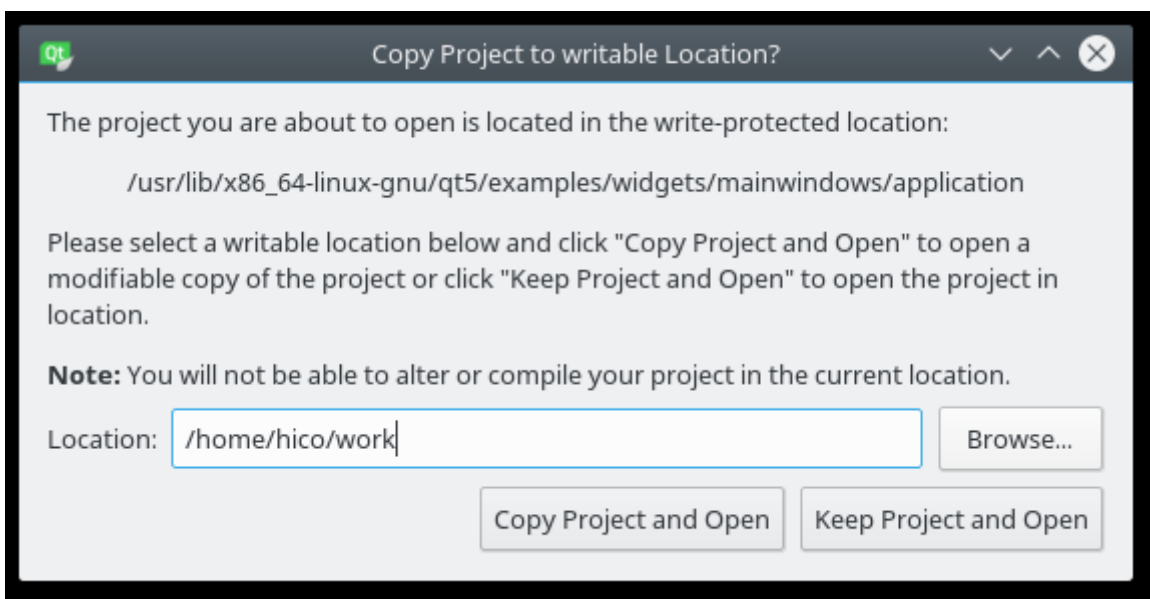 Qt
Copy Project to writable Location?
The project you are about to open is located in the write-protected location:
/usr/lib/x86_64-linux-gnu/qt5/examples/widgets/mainwindows/application
Please select a writable location below and click "Copy Project and Open" to open a
modifiable copy of the project or click "Keep Project and Open" to open the project in
location.
Note: You will not be able to alter or compile your project in the current location.
Location: /home/hico/work Browse...
Copy Project and Open Keep Project and Open